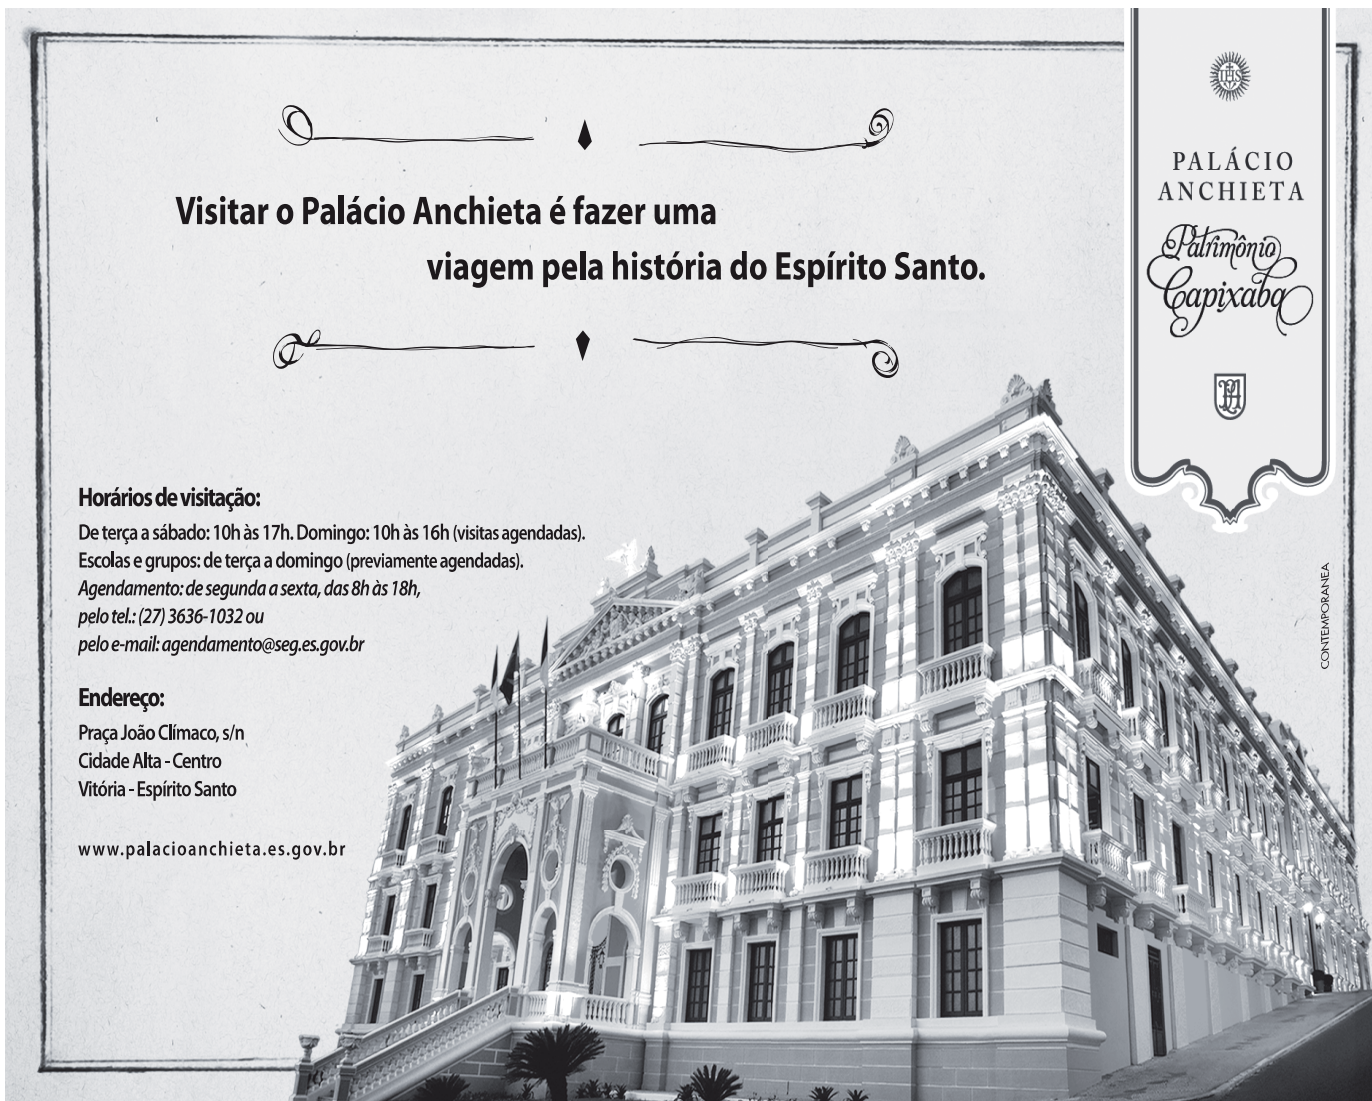 Visitar o Palácio Anchieta é fazer uma
viagem pela história do Espírito Santo.
PALÁCIO
ANCHIETA
Patrimônio
Capixaba
IHS
PA
Horários de visitação:
De terça a sábado: 10h às 17h. Domingo: 10h às 16h (visitas agendadas).
Escolas e grupos: de terça a domingo (previamente agendadas).
Agendamento: de segunda a sexta, das 8h às 18h,
pelo tel.: (27) 3636-1032 ou
pelo e-mail: agendamento@seg.es.gov.br
Endereço:
Praça João Clímaco, s/n
Cidade Alta - Centro
Vitória - Espírito Santo
www.palacioanchieta.es.gov.br
CONTEMPORANEA